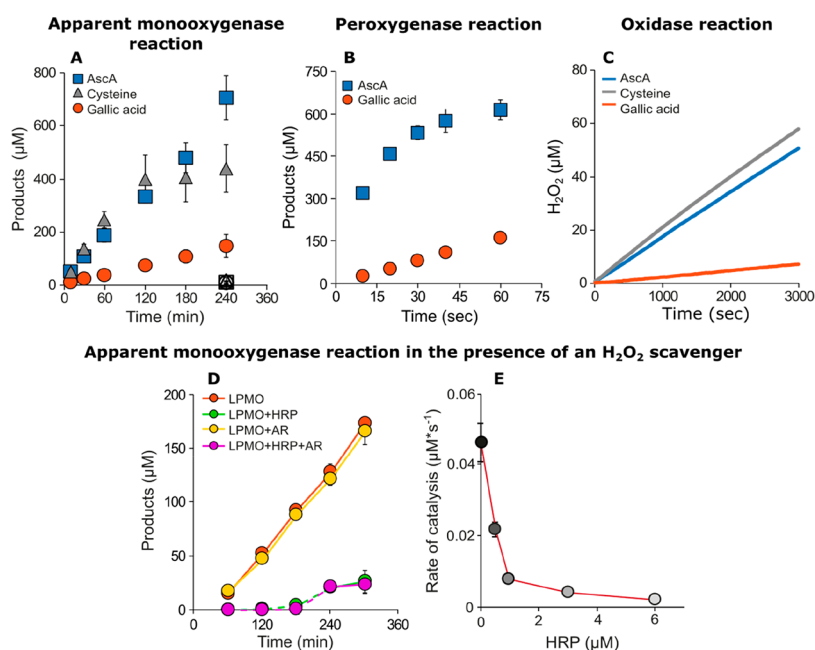 Apparent monooxygenase
reaction
Peroxygenase reaction
Oxidase reaction
A
AscA
Cysteine
Gallic acid
Products (µM)
800
600
400
200
0
0 60 120 180 240 300 360
Time (min)
B
AscA
Gallic acid
Products (µM)
750
600
450
300
150
0
0 15 30 45 60 75
Time (sec)
C
AscA
Cysteine
Gallic acid
H₂O₂ (µM)
80
60
40
20
0
0 1000 2000 3000
Time (sec)
Apparent monooxygenase reaction in the presence of an H₂O₂ scavenger
D
LPMO
LPMO+HRP
LPMO+AR
LPMO+HRP+AR
Products (µM)
200
150
100
50
0
0 120 240 360
Time (min)
E
Rate of catalysis (µM*s⁻¹)
0.06
0.04
0.02
0
0 2 4 6
HRP (µM)